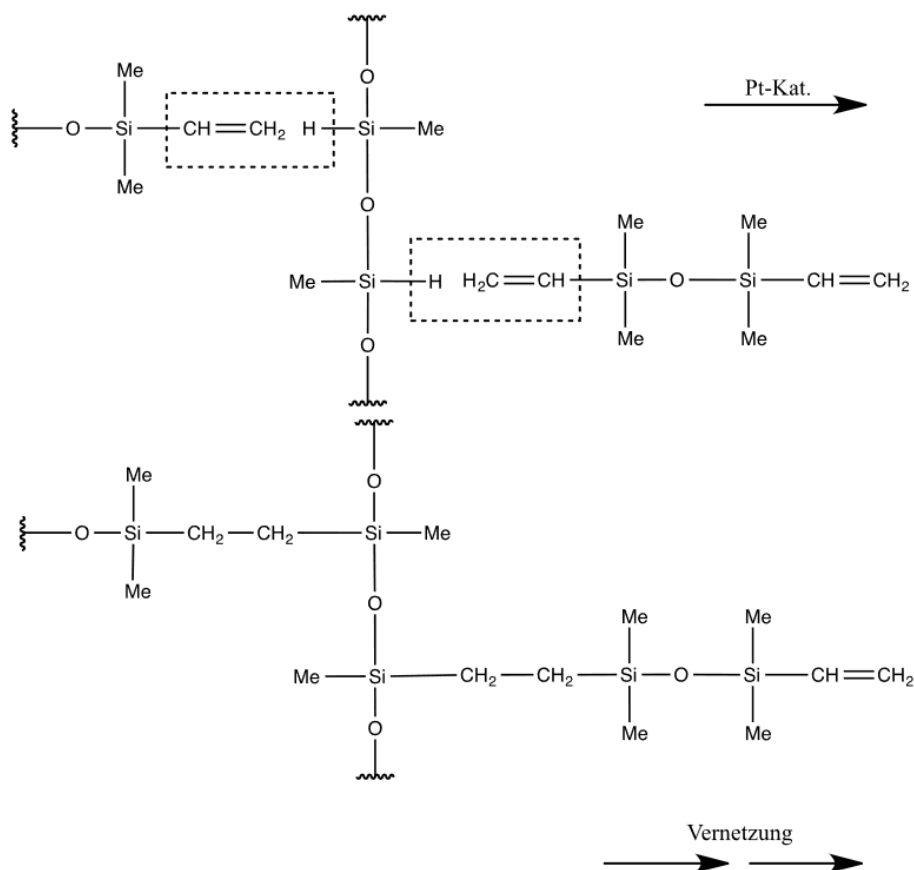 O
Me Me
Pt-Kat.
O Si CH CH₂ H Si Me
Me
O
Me Me
Me Si H H₂C CH Si O Si CH CH₂
Me Me
O
O
Me
O Si CH₂ CH₂ Si Me
Me
O
Me Me
Me Si CH₂ CH₂ Si O Si CH CH₂
Me Me
O
Vernetzung